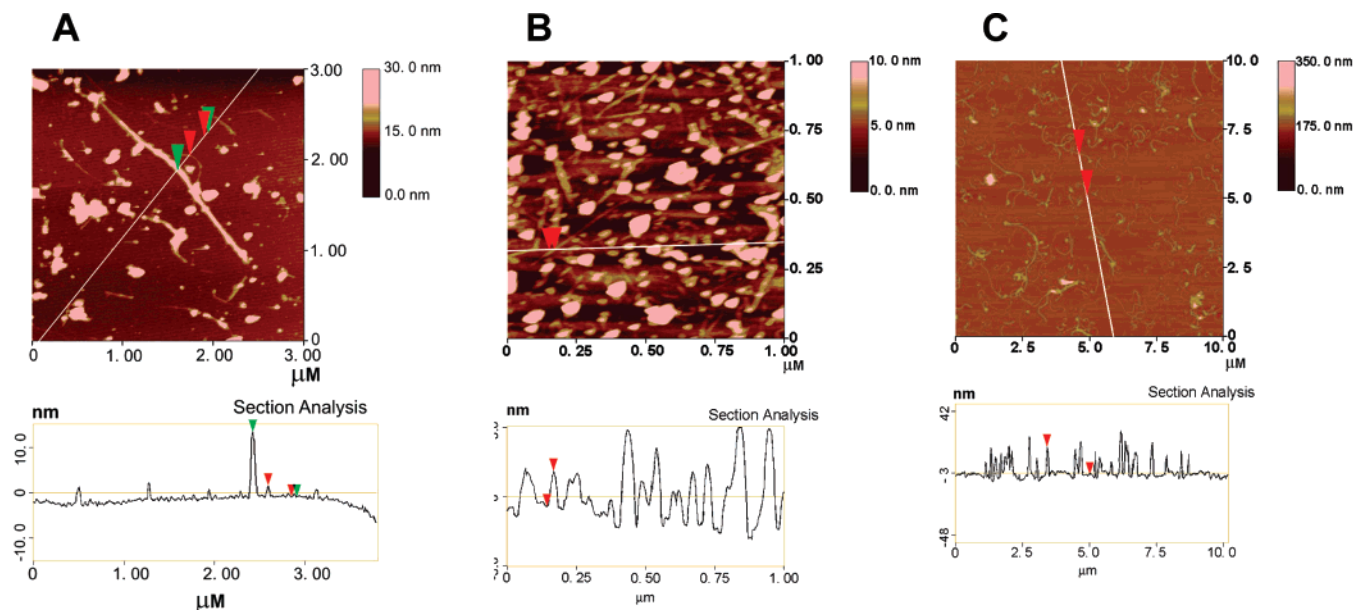 A
B
C
3.00
2.00
1.00
0
0
1.00
2.00
3.00
μM
30. 0 nm
15. 0 nm
0.0 nm
1. 00
0. 75
0. 50
0. 25
0
0
0. 25
0. 50
0. 75
1. 00
μM
10. 0 nm
5. 0 nm
0. 0 nm
10. 0
7. 5
5. 0
2. 5
0
0
2. 5
5. 0
7. 5
10. 0
μM
350. 0 nm
175. 0 nm
0. 0 nm
nm
Section Analysis
10. 0
0
-10. 0
0
1. 00
2.00
3.00
μM
nm
Section Analysis
0
0. 25
0. 50
0. 75
1. 00
μm
nm
Section Analysis
42
-3
-48
0
2. 5
5. 0
7. 5
10. 0
μm